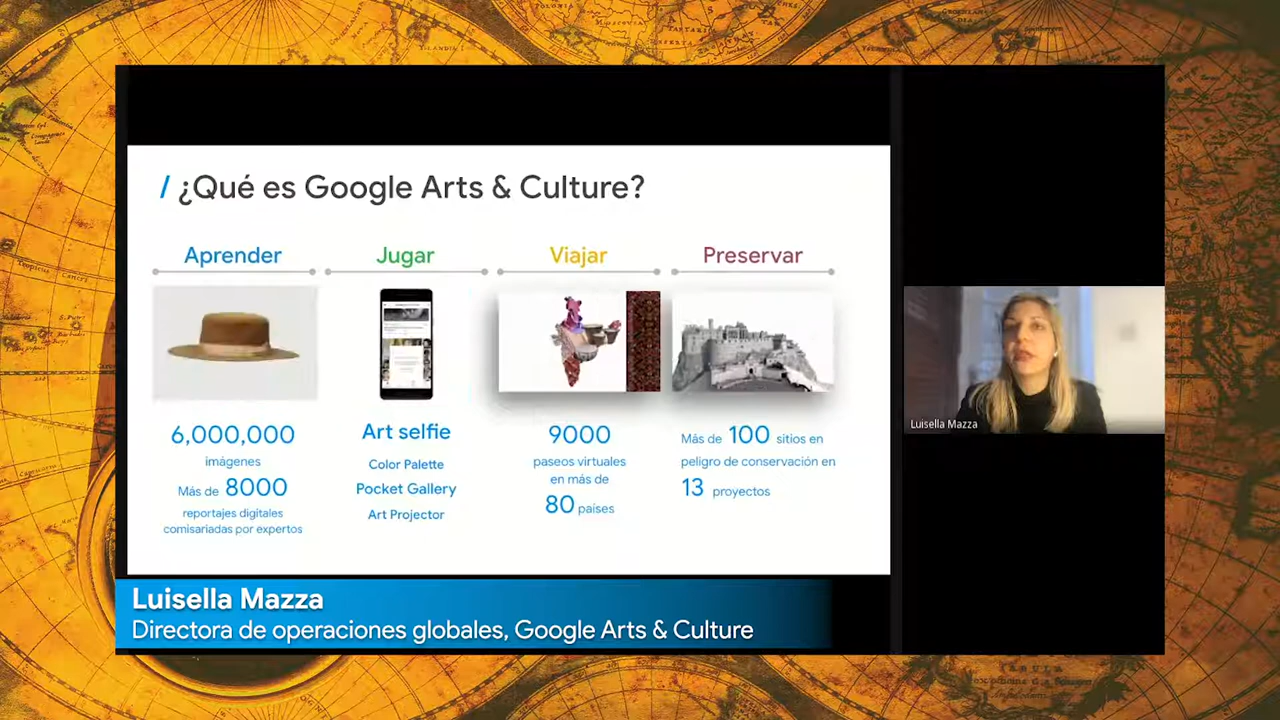 / ¿Qué es Google Arts & Culture?
Aprender
Jugar
Viajar
Preservar
6,000,000
imágenes
Más de 8000
reportajes digitales
comisariadas por expertos
Art selfie
Color Palette
Pocket Gallery
Art Projector
9000
paseos virtuales
en más de
80 países
Más de 100 sitios en
peligro de conservación en
13 proyectos
Luisella Mazza
Luisella Mazza
Directora de operaciones globales, Google Arts & Culture